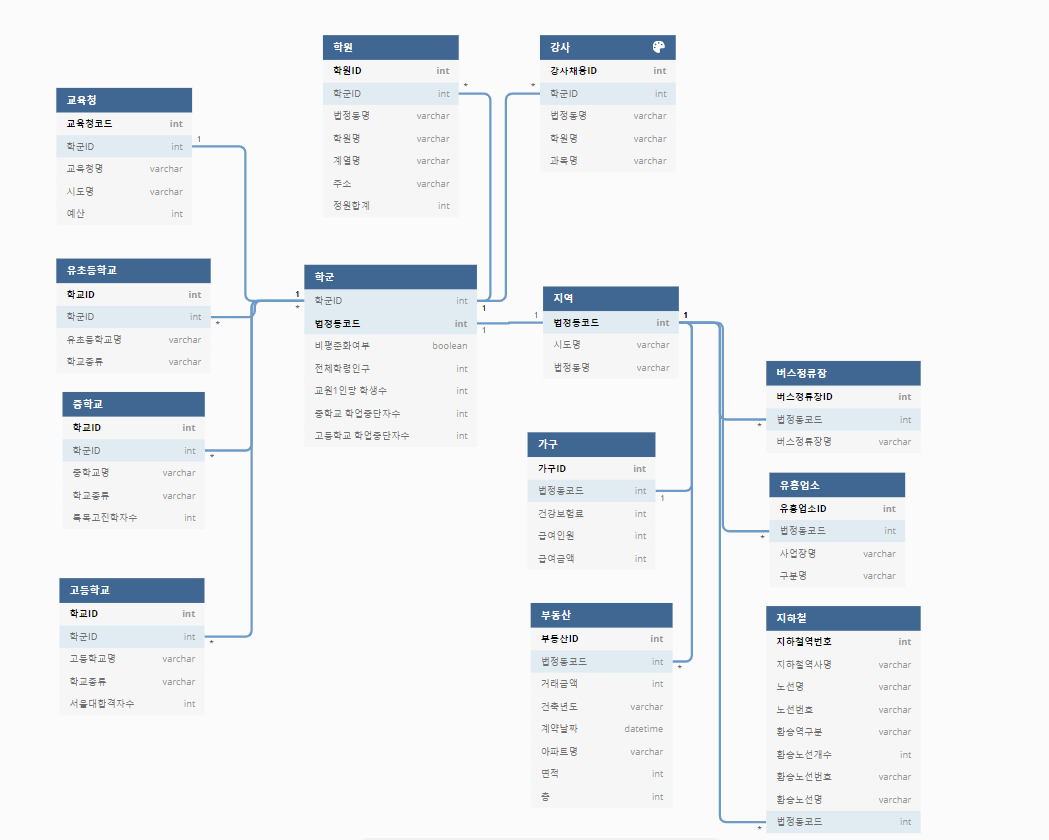 학원
학원ID int
학군ID int
법정동명 varchar
학원명 varchar
계열명 varchar
주소 varchar
정원합계 int
강사
강사채용ID int
학군ID int
법정동명 varchar
학원명 varchar
과목명 varchar
교육청
교육청코드 int
학군ID int
교육청명 varchar
시도명 varchar
예산 int
유초등학교
학교ID int
학군ID int
유초등학교명 varchar
학교종류 varchar
학군
학군ID int
법정동코드 int
비평준화여부 boolean
전체학령인구 int
교원1인당 학생수 int
중학교 학업중단자수 int
고등학교 학업중단자수 int
지역
법정동코드 int
시도명 varchar
법정동명 varchar
중학교
학교ID int
학군ID int
중학교명 varchar
학교종류 varchar
특목고진학자수 int
가구
가구ID int
법정동코드 int
건강보험료 int
급여인원 int
급여금액 int
버스정류장
버스정류장ID int
법정동코드 int
버스정류장명 varchar
유흥업소
유흥업소ID int
법정동코드 int
사업장명 varchar
구분명 varchar
고등학교
학교ID int
학군ID int
고등학교명 varchar
학교종류 varchar
서울대합격자수 int
부동산
부동산ID int
법정동코드 int
거래금액 int
건축년도 varchar
계약날짜 datetime
아파트명 varchar
면적 int
층 int
지하철
지하철역번호 int
지하철역사명 varchar
노선명 varchar
노선번호 varchar
환승역구분 varchar
환승노선개수 int
환승노선번호 varchar
환승노선명 varchar
법정동코드 int
*
*
1
1
*
1
1
1
1
*
*
*
1
*
*
*
*